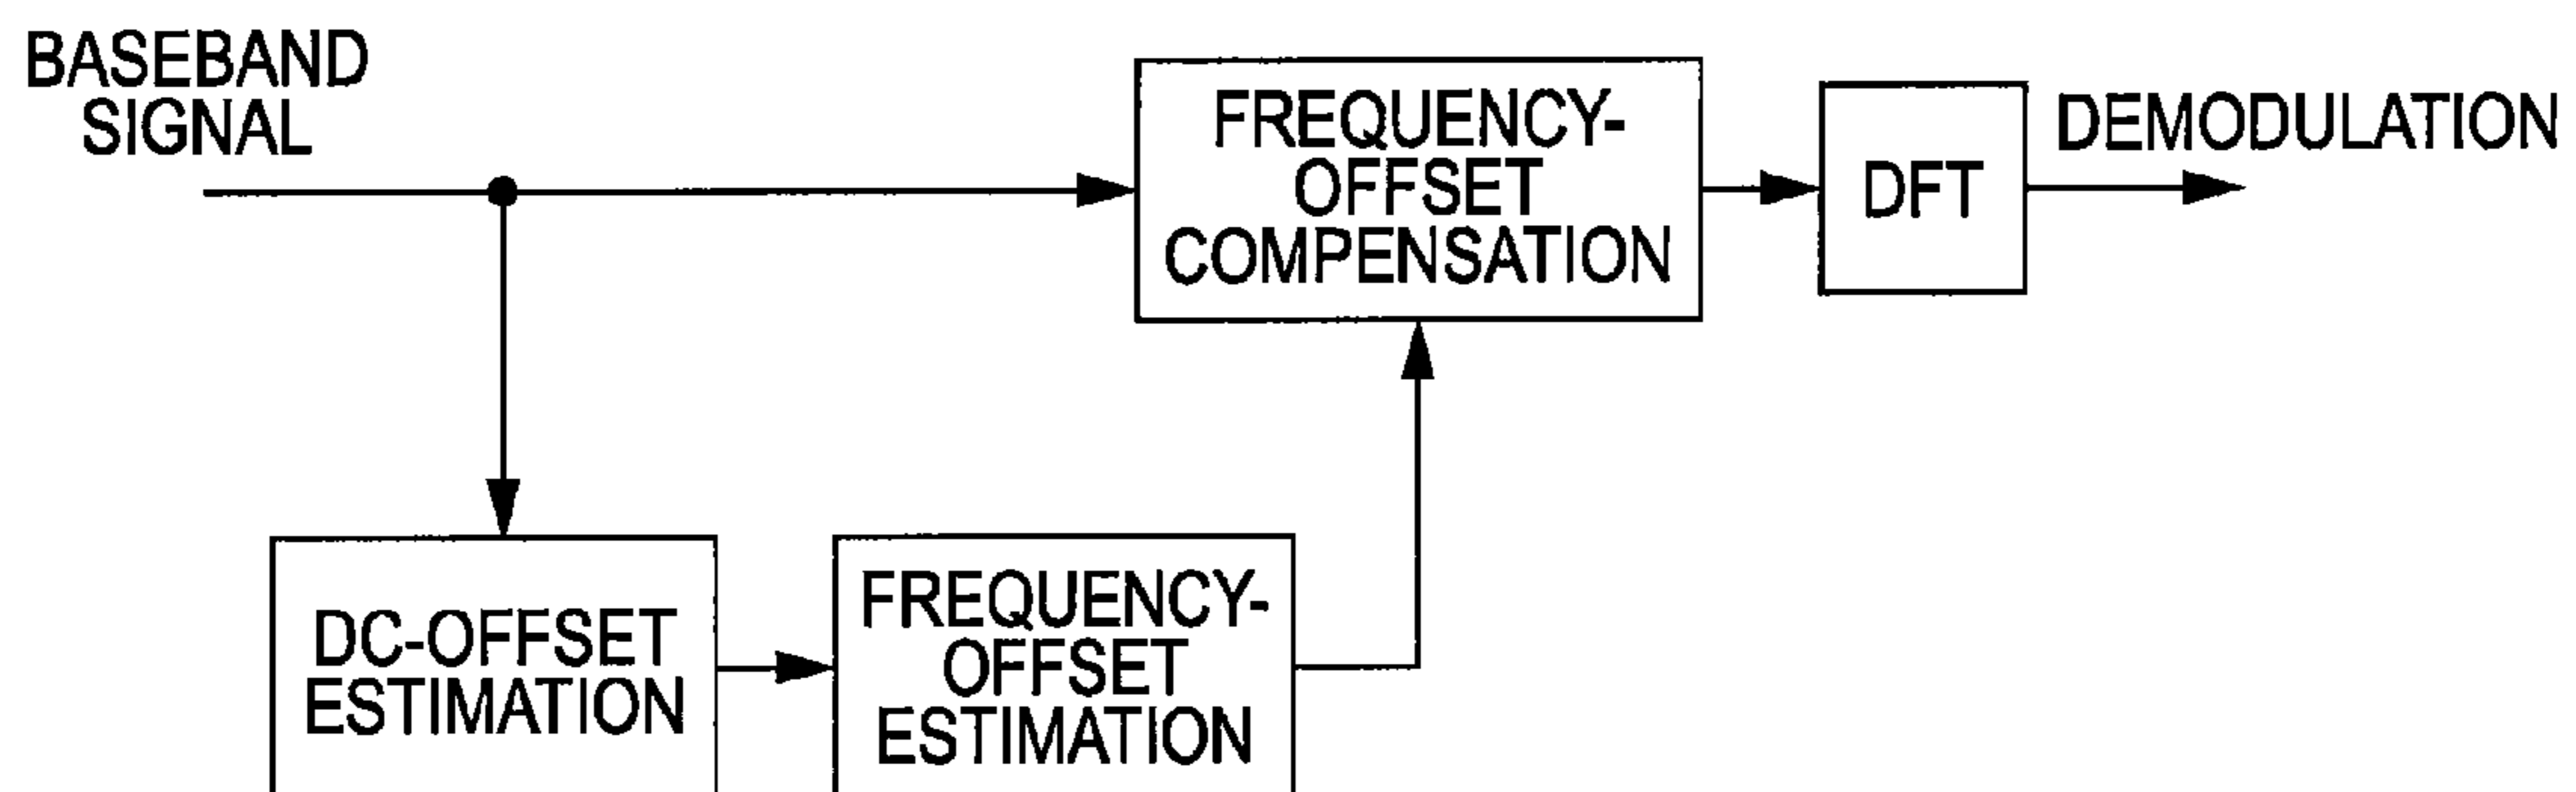 BASEBAND
SIGNAL
FREQUENCY-
OFFSET
COMPENSATION
DFT
DEMODULATION
DC-OFFSET
ESTIMATION
FREQUENCY-
OFFSET
ESTIMATION